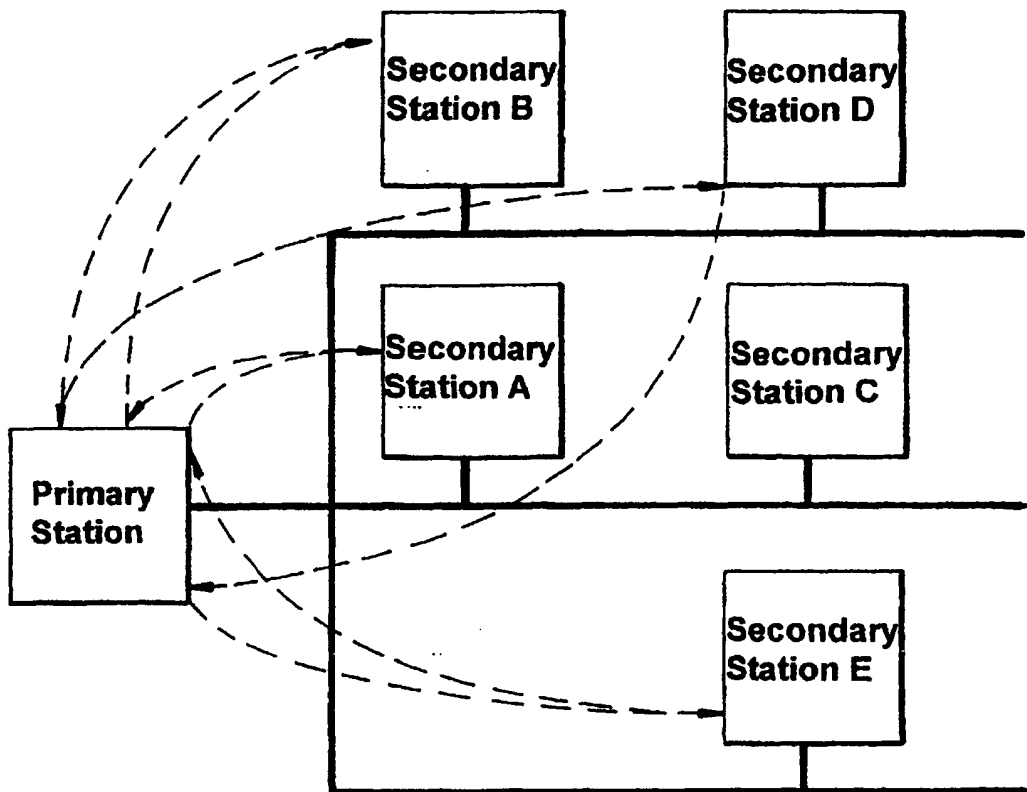 Secondary
Station B
Secondary
Station D
Secondary
Station A
Secondary
Station C
Primary
Station
Secondary
Station E